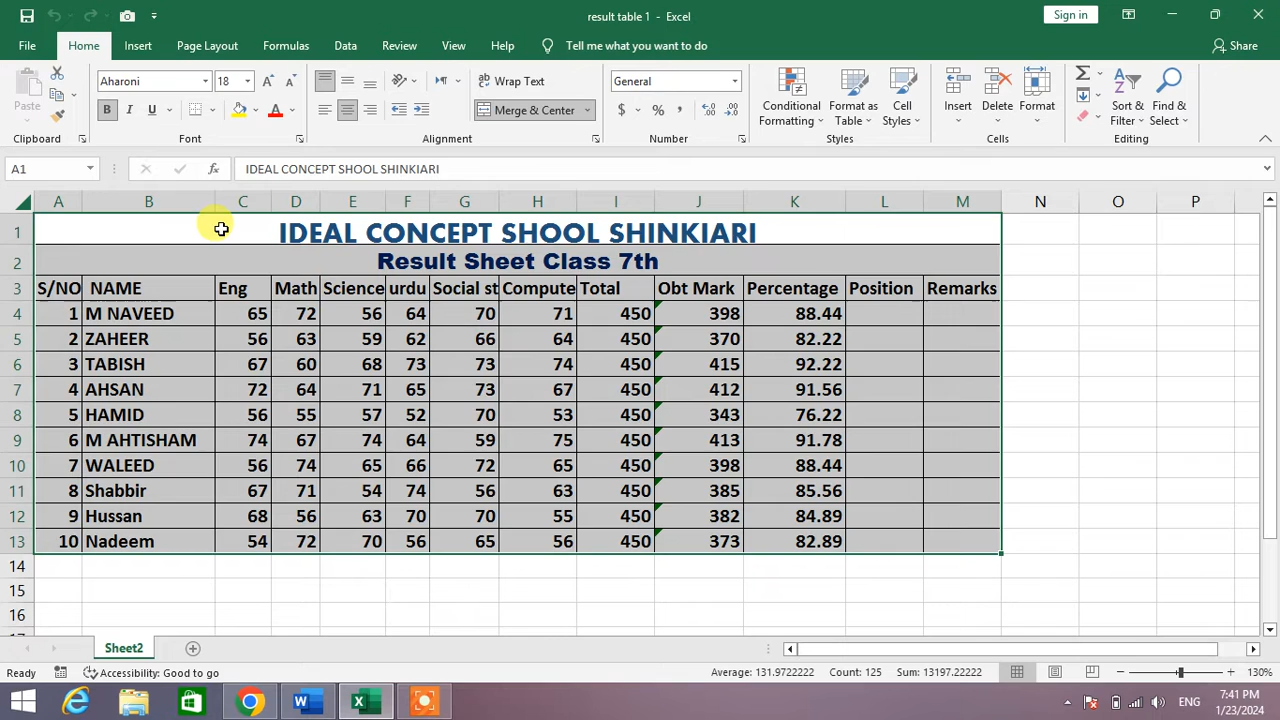 result table 1 - Excel
Sign in
File Home Insert Page Layout Formulas Data Review View Help Tell me what you want to do Share
Paste
Clipboard
Aharoni 18
B I U
Font
Wrap Text
Merge & Center
Alignment
General
$ % ,
Number
Conditional Formatting
Format as Table
Cell Styles
Styles
Insert
Delete
Format
Cells
Sort & Filter
Find & Select
Editing
A1 fx IDEAL CONCEPT SHOOL SHINKIARI
A B C D E F G H I J K L M N O P
1 IDEAL CONCEPT SHOOL SHINKIARI
2 Result Sheet Class 7th
3 S/NO NAME Eng Math Science urdu Social st Compute Total Obt Mark Percentage Position Remarks
4 1 M NAVEED 65 72 56 64 70 71 450 398 88.44
5 2 ZAHEER 56 63 59 62 66 64 450 370 82.22
6 3 TABISH 67 60 68 73 73 74 450 415 92.22
7 4 AHSAN 72 64 71 65 73 67 450 412 91.56
8 5 HAMID 56 55 57 52 70 53 450 343 76.22
9 6 M AHTISHAM 74 67 74 64 59 75 450 413 91.78
10 7 WALEED 56 74 65 66 72 65 450 398 88.44
11 8 Shabbir 67 71 54 74 56 63 450 385 85.56
12 9 Hussan 68 56 63 70 70 55 450 382 84.89
13 10 Nadeem 54 72 70 56 65 56 450 373 82.89
14
15
16
17
Sheet2
Ready Accessibility: Good to go Average: 131.9722222 Count: 125 Sum: 13197.22222 130%
ENG
7:41 PM
1/23/2024